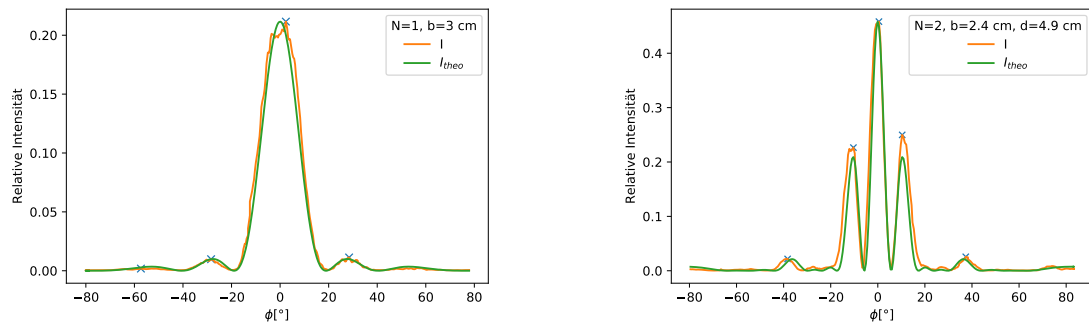 N=1, b=3 cm
I
I_theo
Relative Intensität
0.20
0.15
0.10
0.05
0.00
−80 −60 −40 −20 0 20 40 60 80
ϕ[°]
N=2, b=2.4 cm, d=4.9 cm
I
I_theo
Relative Intensität
0.4
0.3
0.2
0.1
0.0
−80 −60 −40 −20 0 20 40 60 80
ϕ[°]